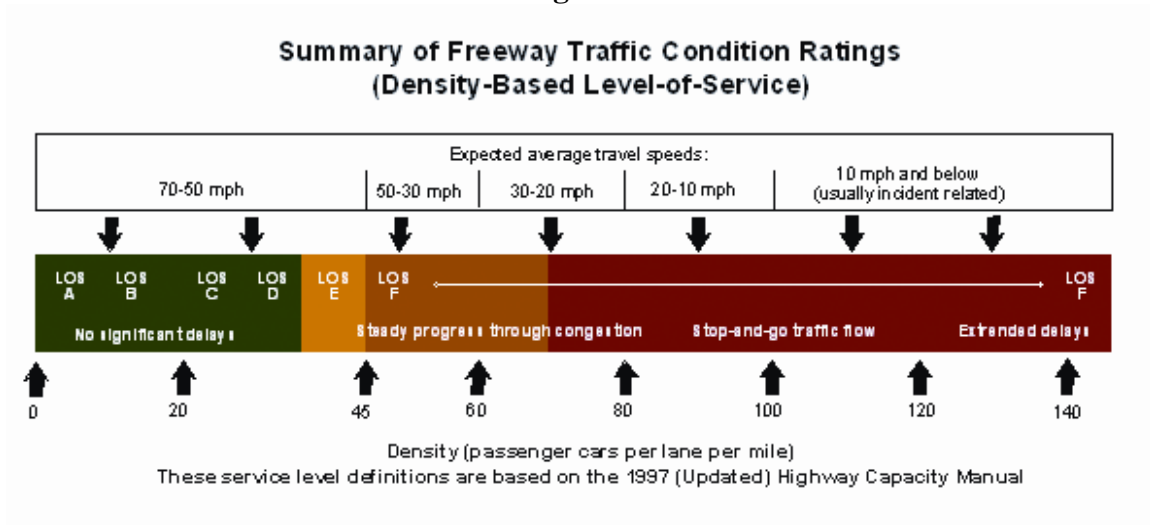 Summary of Freeway Traffic Condition Ratings
(Density-Based Level-of-Service)
Expected average travel speeds:
70-50 mph
50-30 mph
30-20 mph
20-10 mph
10 mph and below
(usually incident related)
LOS A
LOS B
LOS C
LOS D
LOS E
LOS F
LOS F
No significant delays
Steady progress through congestion
Stop-and-go traffic flow
Extended delays
0
20
45
60
80
100
120
140
Density (passenger cars per lane per mile)
These service level definitions are based on the 1997 (Updated) Highway Capacity Manual